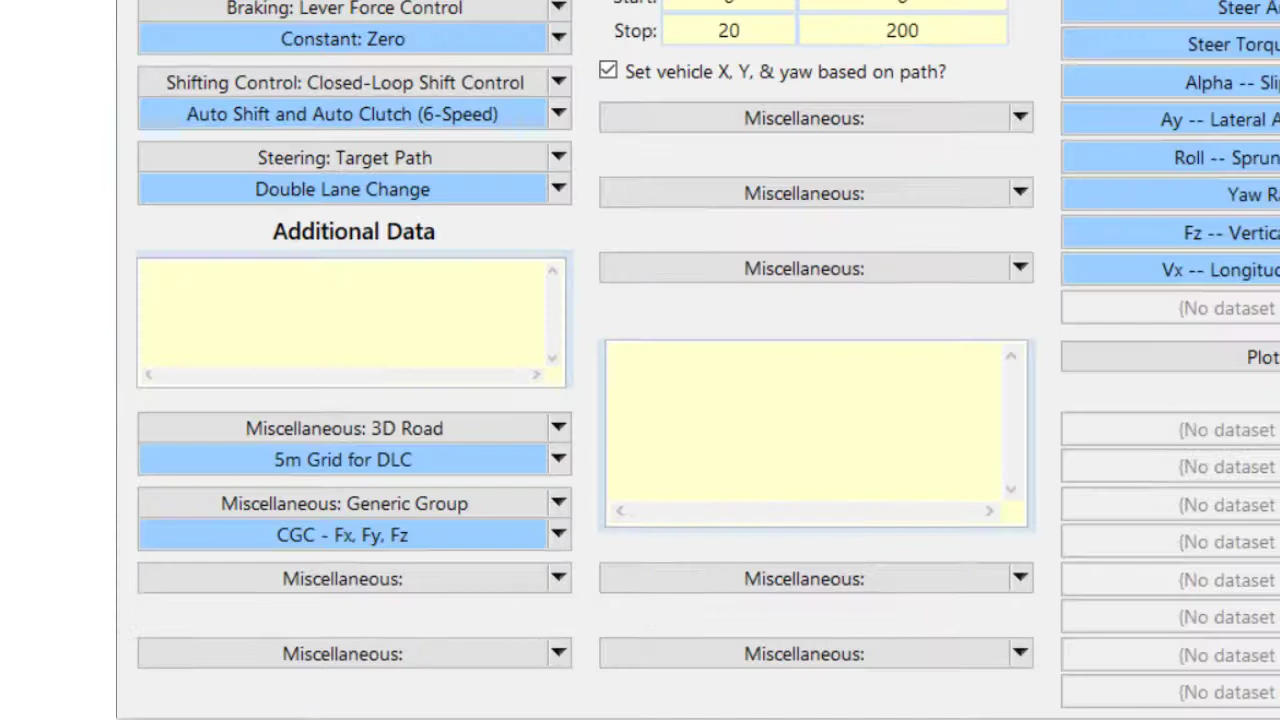 Braking: Lever Force Control
Constant: Zero
Shifting Control: Closed-Loop Shift Control
Auto Shift and Auto Clutch (6-Speed)
Steering: Target Path
Double Lane Change
Additional Data
Miscellaneous: 3D Road
5m Grid for DLC
Miscellaneous: Generic Group
CGC - Fx, Fy, Fz
Miscellaneous:
Miscellaneous:
Stop: 20 200
Set vehicle X, Y, & yaw based on path?
Miscellaneous:
Miscellaneous:
Miscellaneous:
Miscellaneous:
Miscellaneous:
Steer
Steer Torqu
Alpha -- Sli
Ay -- Lateral
Roll -- Sprun
Yaw
Fz -- Vertica
Vx -- Longitud
{No dataset
Plot
{No dataset
{No dataset
{No dataset
{No dataset
{No dataset
{No dataset
{No dataset
{No dataset